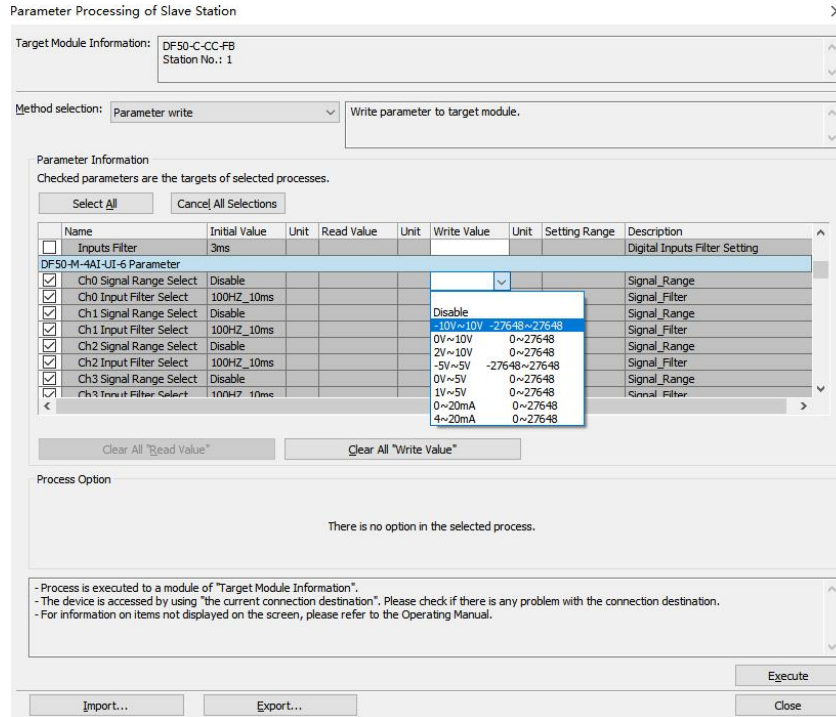 Parameter Processing of Slave Station
Target Module Information:
DF50-C-CC-FB
Station No.: 1
Method selection:
Parameter write
Write parameter to target module.
Parameter Information
Checked parameters are the targets of selected processes.
Select All
Cancel All Selections
Name Initial Value Unit Read Value Unit Write Value Unit Setting Range Description
Inputs Filter 3ms Digital Inputs Filter Setting
DF50-M-4AI-UI-6 Parameter
Ch0 Signal Range Select Disable Signal_Range
Ch0 Input Filter Select 100HZ_10ms Signal_Filter
Ch1 Signal Range Select Disable Signal_Range
Ch1 Input Filter Select 100HZ_10ms Signal_Filter
Ch2 Signal Range Select Disable Signal_Range
Ch2 Input Filter Select 100HZ_10ms Signal_Filter
Ch3 Signal Range Select Disable Signal_Range
Ch3 Input Filter Select 100HZ_10ms Signal_Filter
Disable
-10V~10V -27648~27648
0V~10V 0~27648
2V~10V 0~27648
-5V~5V -27648~27648
0V~5V 0~27648
1V~5V 0~27648
0~20mA 0~27648
4~20mA 0~27648
Clear All "Read Value"
Clear All "Write Value"
Process Option
There is no option in the selected process.
- Process is executed to a module of "Target Module Information".
- The device is accessed by using "the current connection destination". Please check if there is any problem with the connection destination.
- For information on items not displayed on the screen, please refer to the Operating Manual.
Execute
Import...
Export...
Close